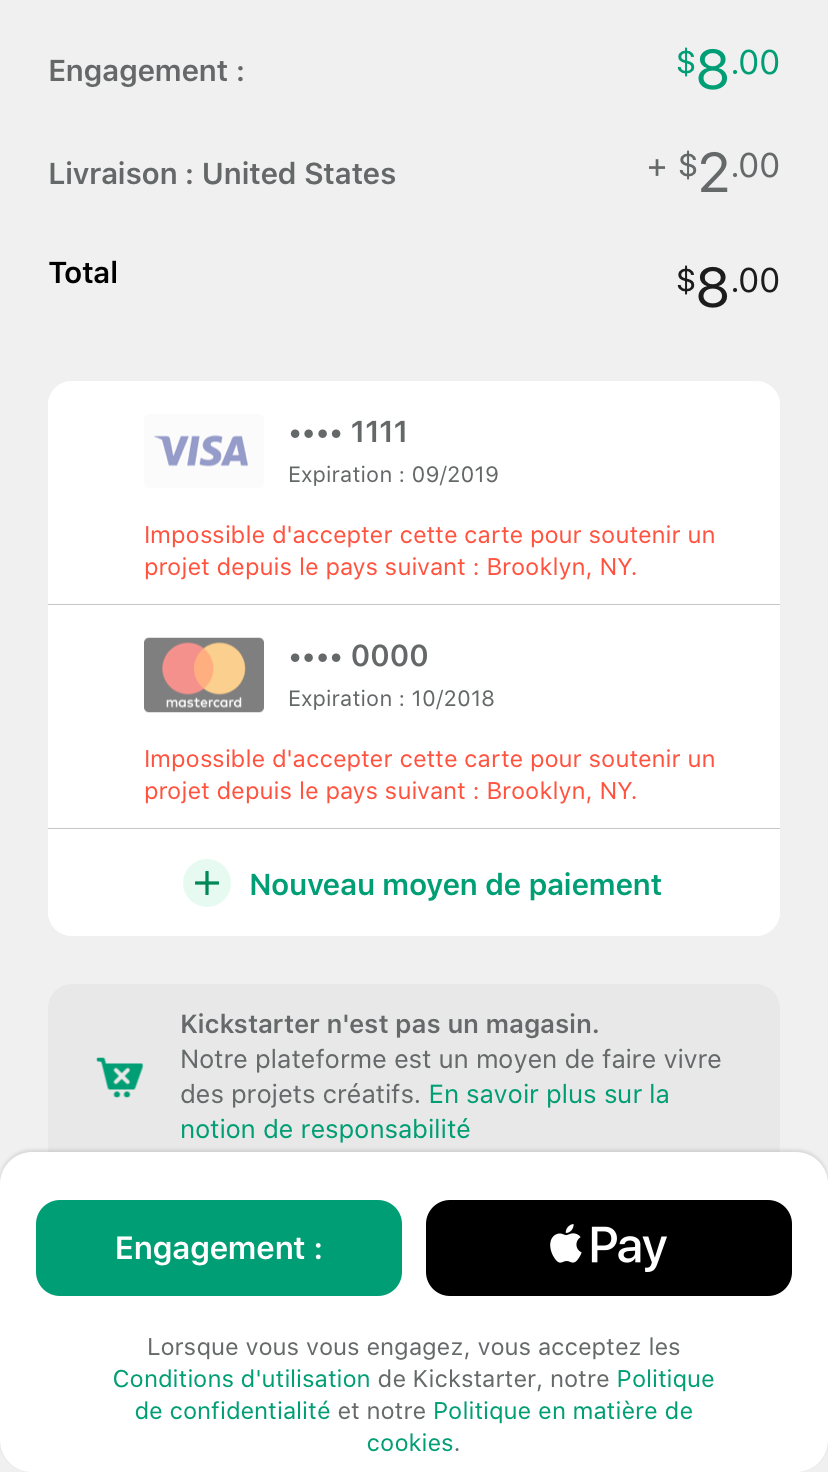 Engagement : $8.00
Livraison : United States + $2.00
Total $8.00
VISA •••• 1111
Expiration : 09/2019
Impossible d'accepter cette carte pour soutenir un
projet depuis le pays suivant : Brooklyn, NY.
•••• 0000
mastercard Expiration : 10/2018
Impossible d'accepter cette carte pour soutenir un
projet depuis le pays suivant : Brooklyn, NY.
+ Nouveau moyen de paiement
Kickstarter n'est pas un magasin.
Notre plateforme est un moyen de faire vivre
des projets créatifs. En savoir plus sur la
notion de responsabilité
Engagement : Pay
Lorsque vous vous engagez, vous acceptez les
Conditions d'utilisation de Kickstarter, notre Politique
de confidentialité et notre Politique en matière de
cookies.